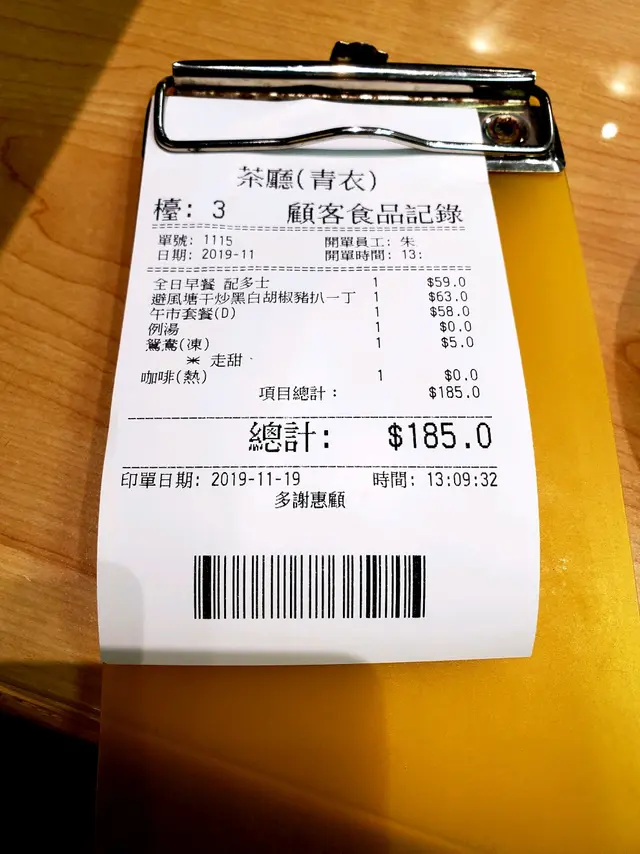 茶廳(青衣)
檯: 3 顧客食品記錄
單號: 1115 開單員工: 朱
日期: 2019-11 開單時間: 13:
全日早餐 配多士 1 $59.0
避風塘干炒黑白胡椒豬扒一丁 1 $63.0
午市套餐(D) 1 $58.0
例湯 1 $0.0
鴛鴦(凍) 1 $5.0
* 走甜
咖啡(熱) 1 $0.0
項目總計: $185.0
總計: $185.0
印單日期: 2019-11-19 時間: 13:09:32
多謝惠顧